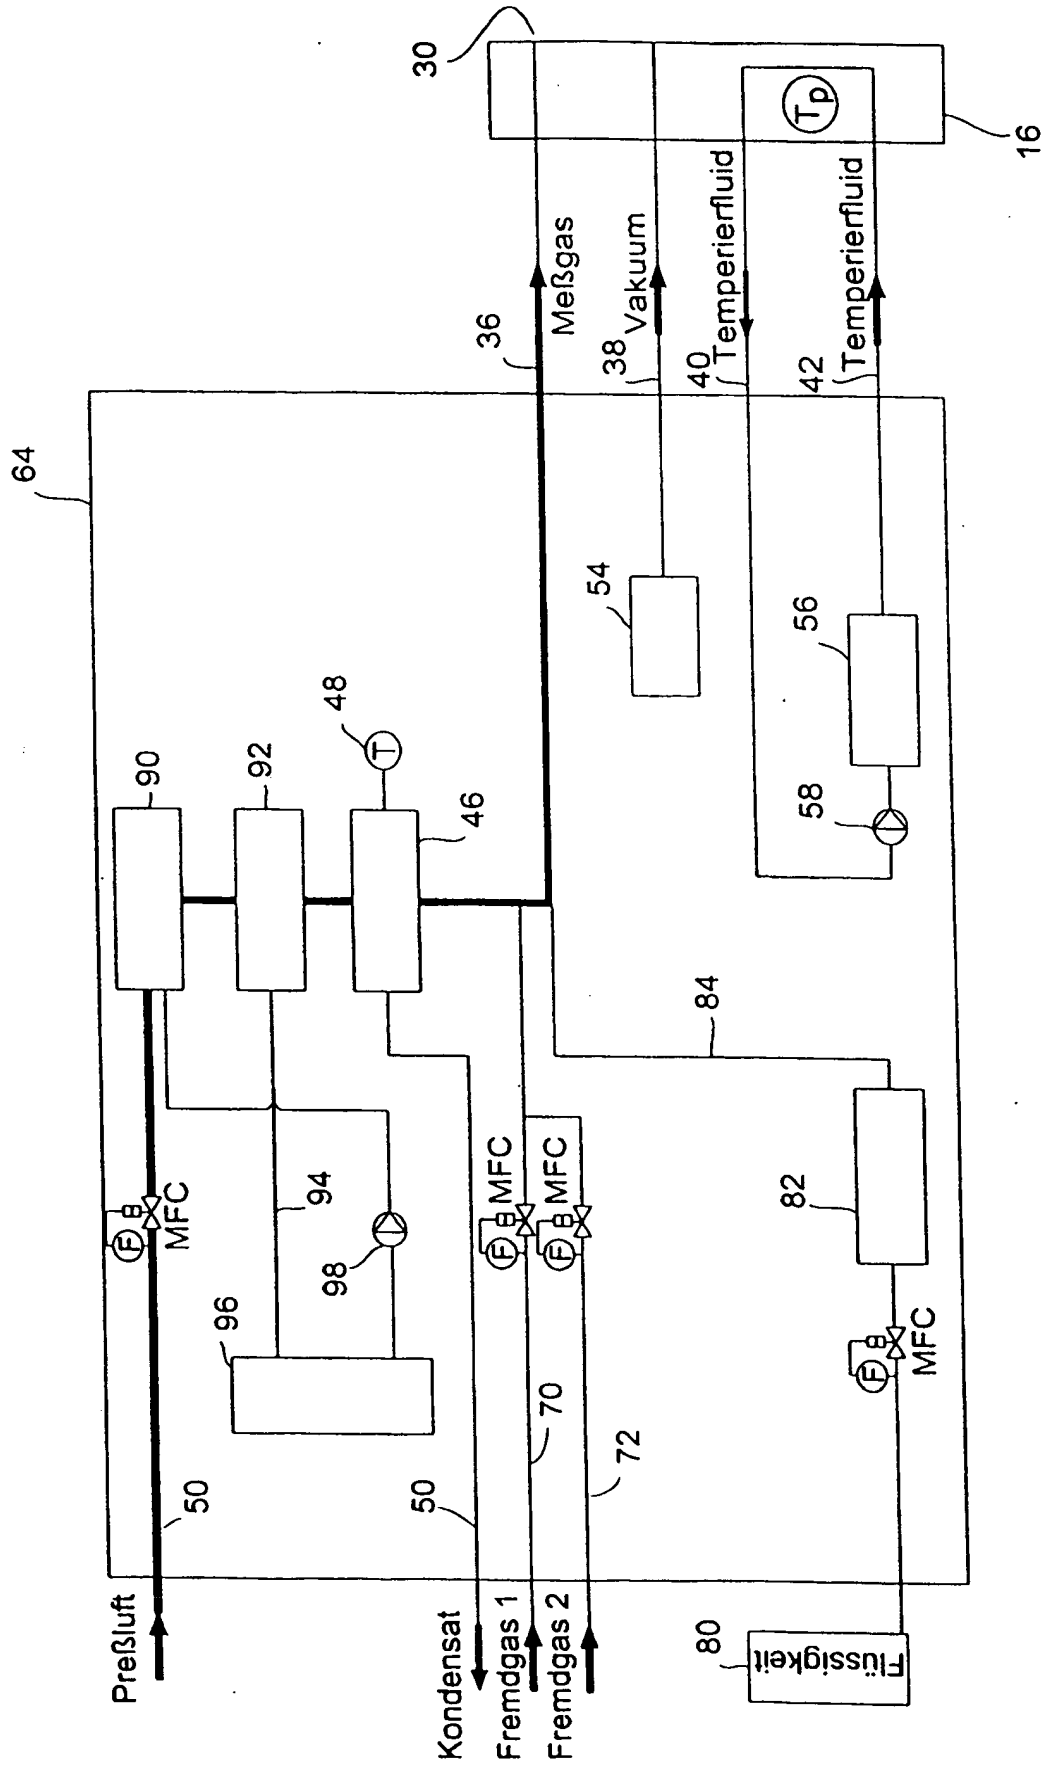 64
Preßluft
50
F
MFC
90
92
94
96
98
48
T
46
36
Meßgas
30
Vakuum
38
54
Temperierfluid
40
Temperierfluid
42
Tp
16
56
58
Kondensat
50
Fremdgas 1
70
F
MFC
Fremdgas 2
72
F
MFC
84
82
F
MFC
80
Flüssigkeit